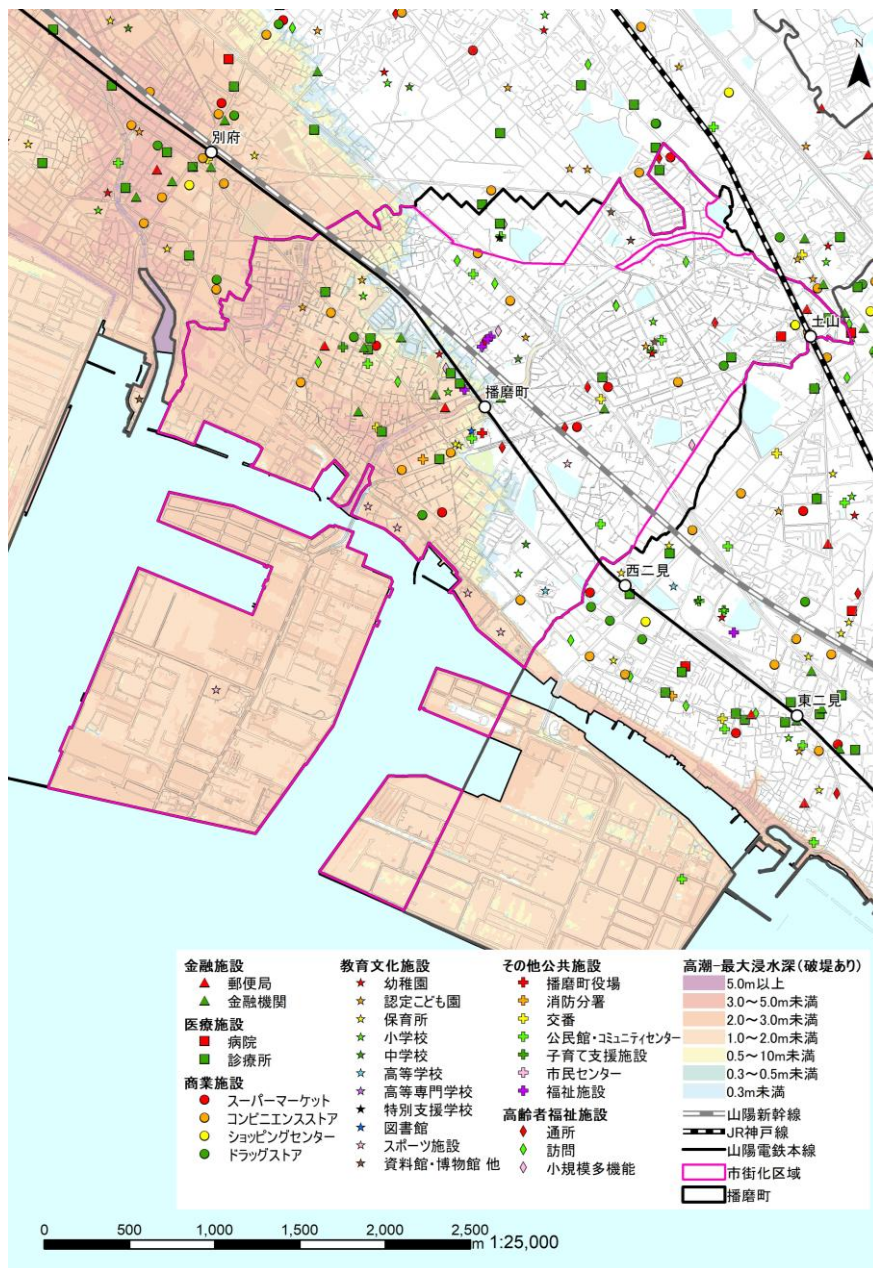 N
別府
土山
播磨町
西二見
東二見
金融施設
郵便局
金融機関
医療施設
病院
診療所
商業施設
スーパーマーケット
コンビニエンスストア
ショッピングセンター
ドラッグストア
教育文化施設
幼稚園
認定こども園
保育所
小学校
中学校
高等学校
高等専門学校
特別支援学校
図書館
スポーツ施設
資料館・博物館 他
その他公共施設
播磨町役場
消防分署
交番
公民館・コミュニティセンター
子育て支援施設
市民センター
福祉施設
高齢者福祉施設
通所
訪問
小規模多機能
高潮-最大浸水深(破堤あり)
5.0m以上
3.0～5.0m未満
2.0～3.0m未満
1.0～2.0m未満
0.5～10m未満
0.3～0.5m未満
0.3m未満
山陽新幹線
JR神戸線
山陽電鉄本線
市街化区域
播磨町
0 500 1,000 1,500 2,000 2,500
m 1:25,000